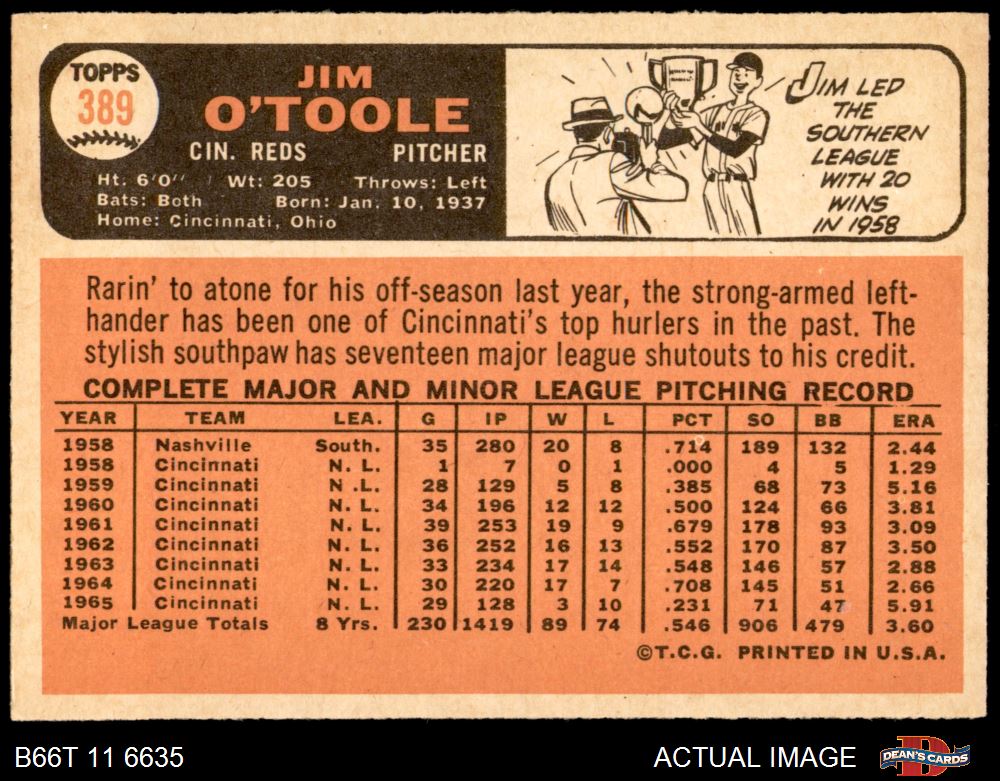 TOPPS
389
JIM
O'TOOLE
CIN. REDS PITCHER
Ht. 6'0" Wt: 205 Throws: Left
Bats: Both Born: Jan. 10, 1937
Home: Cincinnati, Ohio
JIM LED
THE
SOUTHERN
LEAGUE
WITH 20
WINS
IN 1958
Rarin' to atone for his off-season last year, the strong-armed left-
hander has been one of Cincinnati's top hurlers in the past. The
stylish southpaw has seventeen major league shutouts to his credit.
COMPLETE MAJOR AND MINOR LEAGUE PITCHING RECORD
YEAR TEAM LEA. G IP W L PCT SO BB ERA
1958 Nashville South. 35 280 20 8 .714 189 132 2.44
1958 Cincinnati N. L. 1 7 0 1 .000 4 5 1.29
1959 Cincinnati N .L. 28 129 5 8 .385 68 73 5.16
1960 Cincinnati N. L. 34 196 12 12 .500 124 66 3.81
1961 Cincinnati N. L. 39 253 19 9 .679 178 93 3.09
1962 Cincinnati N. L. 36 252 16 13 .552 170 87 3.50
1963 Cincinnati N. L. 33 234 17 14 .548 146 57 2.88
1964 Cincinnati N. L. 30 220 17 7 .708 145 51 2.66
1965 Cincinnati N. L. 29 128 3 10 .231 71 47 5.91
Major League Totals 8 Yrs. 230 1419 89 74 .546 906 479 3.60
©T.C.G. PRINTED IN U.S.A.
B66T 11 6635 ACTUAL IMAGE DEAN'S CARDS